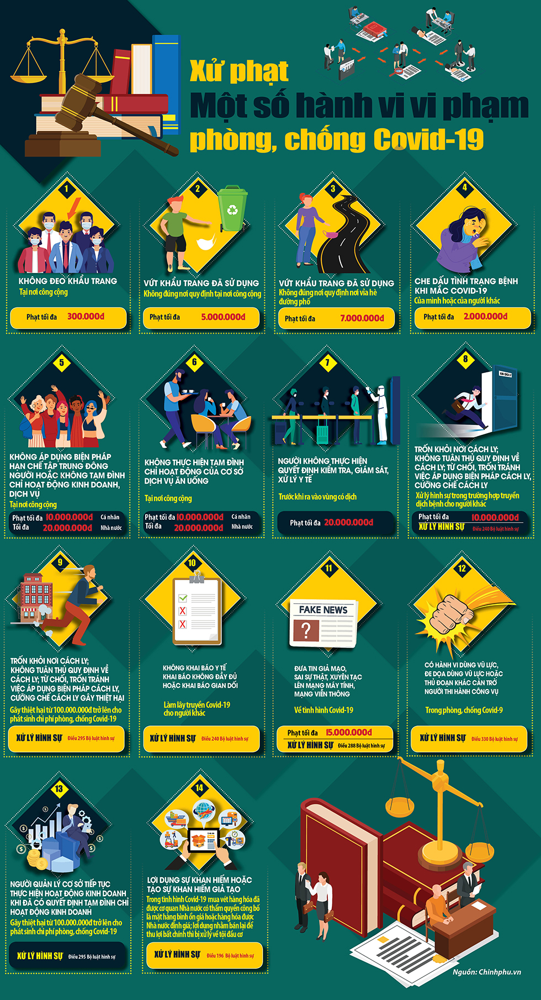 Xử phạt
Một số hành vi vi phạm
phòng, chống Covid-19
1
KHÔNG ĐEO KHẨU TRANG
Tại nơi công cộng
Phạt tối đa 300.000đ
2
VỨT KHẨU TRANG ĐÃ SỬ DỤNG
Không đúng nơi quy định tại nơi công cộng
Phạt tối đa 5.000.000đ
3
VỨT KHẨU TRANG ĐÃ SỬ DỤNG
Không đúng nơi quy định nơi vỉa hè
đường phố
Phạt tối đa 7.000.000đ
4
CHE DẤU TÌNH TRẠNG BỆNH
KHI MẮC COVID-19
Của mình hoặc của người khác
Phạt tối đa 2.000.000đ
5
KHÔNG ÁP DỤNG BIỆN PHÁP
HẠN CHẾ TẬP TRUNG ĐÔNG
NGƯỜI HOẶC KHÔNG TẠM ĐÌNH
CHỈ HOẠT ĐỘNG KINH DOANH,
DỊCH VỤ
Tại nơi công cộng
Phạt tối đa 10.000.000đ Cá nhân
Tối đa 20.000.000đ Nhà nước
6
KHÔNG THỰC HIỆN TẠM ĐÌNH
CHỈ HOẠT ĐỘNG CỦA CƠ SỞ
DỊCH VỤ ĂN UỐNG
Tại nơi công cộng
Phạt tối đa 10.000.000đ Cá nhân
Tối đa 20.000.000đ Nhà nước
7
NGƯỜI KHÔNG THỰC HIỆN
QUYẾT ĐỊNH KIỂM TRA, GIÁM SÁT,
XỬ LÝ Y TẾ
Trước khi ra vào vùng có dịch
Phạt tối đa 20.000.000đ
8
KHU CÁCH LY
TRỐN KHỎI NƠI CÁCH LY;
KHÔNG TUÂN THỦ QUY ĐỊNH VỀ
CÁCH LY; TỪ CHỐI, TRỐN TRÁNH
VIỆC ÁP DỤNG BIỆN PHÁP CÁCH LY,
CƯỠNG CHẾ CÁCH LY
Xử lý hình sự trong trường hợp truyền
dịch bệnh cho người khác
Phạt tối đa 10.000.000đ
XỬ LÝ HÌNH SỰ Điều 240 Bộ luật hình sự
9
TRỐN KHỎI NƠI CÁCH LY;
KHÔNG TUÂN THỦ QUY ĐỊNH VỀ
CÁCH LY; TỪ CHỐI, TRỐN TRÁNH
VIỆC ÁP DỤNG BIỆN PHÁP CÁCH LY,
CƯỠNG CHẾ CÁCH LY GÂY THIỆT HẠI
Gây thiệt hại từ 100.000.000đ trở lên cho
phát sinh chi phí phòng, chống Covid-19
XỬ LÝ HÌNH SỰ Điều 295 Bộ luật hình sự
10
KHÔNG KHAI BÁO Y TẾ
KHAI BÁO KHÔNG ĐẦY ĐỦ
HOẶC KHAI BÁO GIAN DỐI
Làm lây truyền Covid-19
cho người khác
XỬ LÝ HÌNH SỰ Điều 240 Bộ luật hình sự
11
FAKE NEWS
?
ĐƯA TIN GIẢ MẠO,
SAI SỰ THẬT, XUYÊN TẠC
LÊN MẠNG MÁY TÍNH,
MẠNG VIỄN THÔNG
Về tình hình Covid-19
Phạt tối đa 15.000.000đ
XỬ LÝ HÌNH SỰ Điều 288 Bộ luật hình sự
12
CÓ HÀNH VI DÙNG VŨ LỰC,
ĐE DỌA DÙNG VŨ LỰC HOẶC
THỦ ĐOẠN KHÁC CẢN TRỞ
NGƯỜI THI HÀNH CÔNG VỤ
Trong phòng, chống Covid-9
XỬ LÝ HÌNH SỰ Điều 330 Bộ luật hình sự
13
NGƯỜI QUẢN LÝ CƠ SỞ TIẾP TỤC
THỰC HIỆN HOẠT ĐỘNG KINH DOANH
KHI ĐÃ CÓ QUYẾT ĐỊNH TẠM ĐÌNH CHỈ
HOẠT ĐỘNG KINH DOANH
Gây thiệt hại từ 100.000.000đ trở lên cho
phát sinh chi phí phòng, chống Covid-19
XỬ LÝ HÌNH SỰ Điều 295 Bộ luật hình sự
14
LỢI DỤNG SỰ KHAN HIẾM HOẶC
TẠO SỰ KHAN HIẾM GIẢ TẠO
Trong tình hình Covid-19 mua vét hàng hóa đã
được cơ quan Nhà nước có thẩm quyền công bố
là mặt hàng bình ổn giá hoặc hàng hóa được
Nhà nước định giá; lợi dụng nhằm bán lại để
thu lợi bất chính thì bị xử lý về tội đầu cơ
XỬ LÝ HÌNH SỰ Điều 196 Bộ luật hình sự
Nguồn: Chinhphu.vn